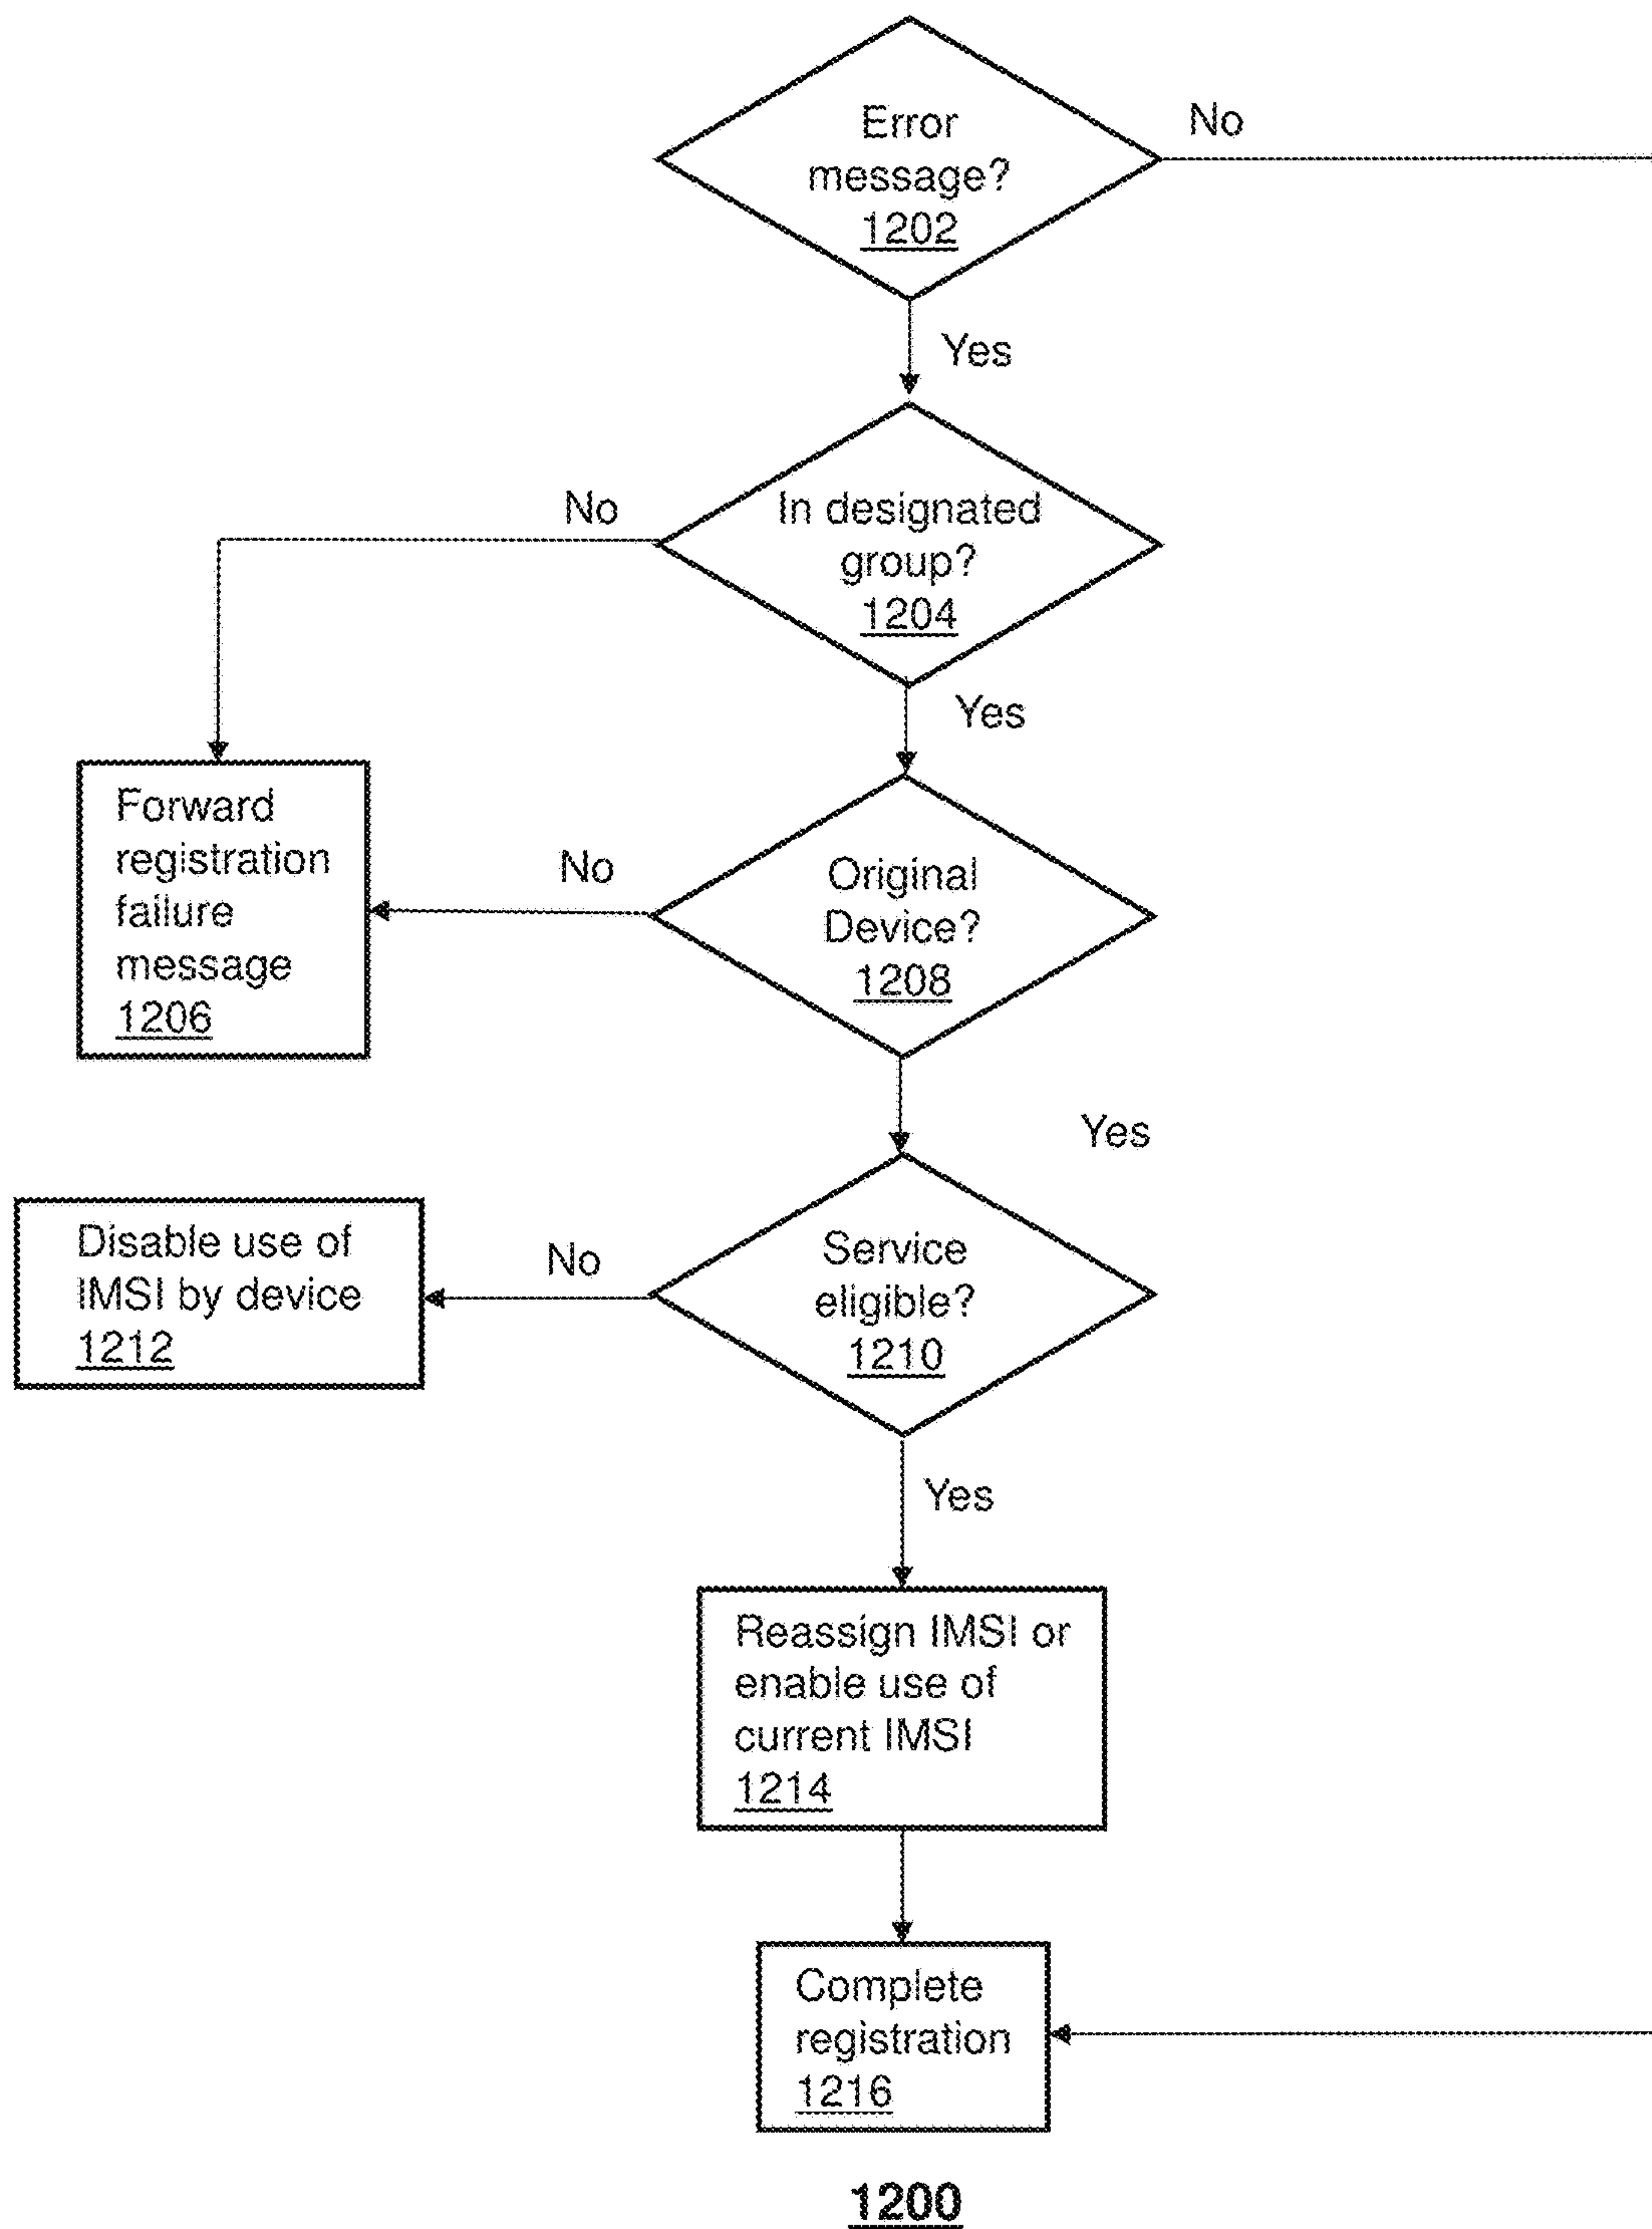 Error
message?
1202
No
Yes
In designated
group?
1204
No
Yes
Forward
registration
failure
message
1206
No
Original
Device?
1208
Yes
Disable use of
IMSI by device
1212
No
Service
eligible?
1210
Yes
Reassign IMSI or
enable use of
current IMSI
1214
Complete
registration
1216
1200